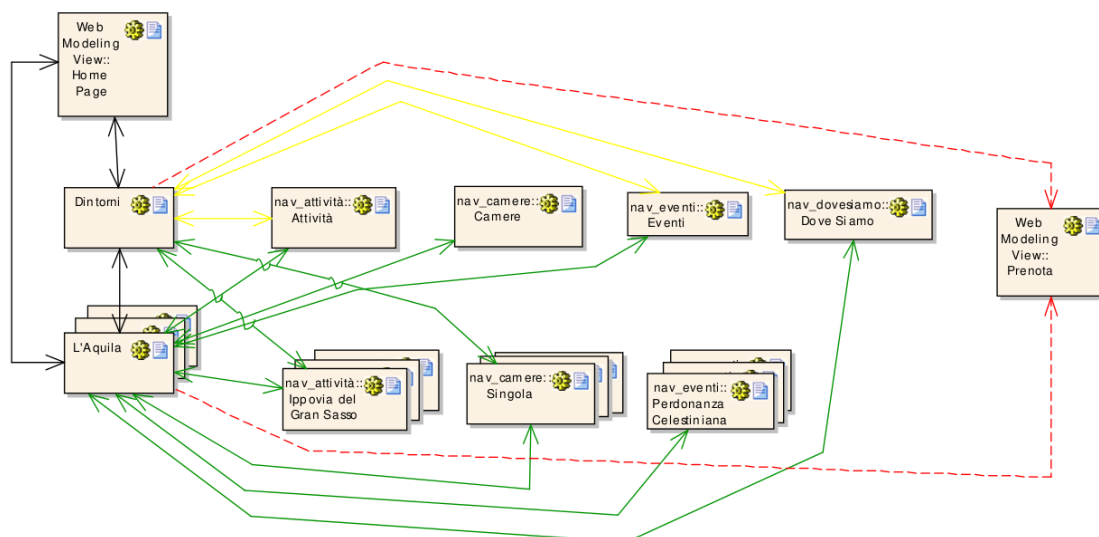 Web
Modeling
View::
Home
Page
Dintorni
nav_attività::
Attività
nav_camere::
Camere
nav_eventi::
Eventi
nav_dovesiamo::
Dove Siamo
Web
Modeling
View::
Prenota
L'Aquila
nav_attività::
Ippovia del
Gran Sasso
nav_camere::
Singola
nav_eventi::
Perdonanza
Celestiniana